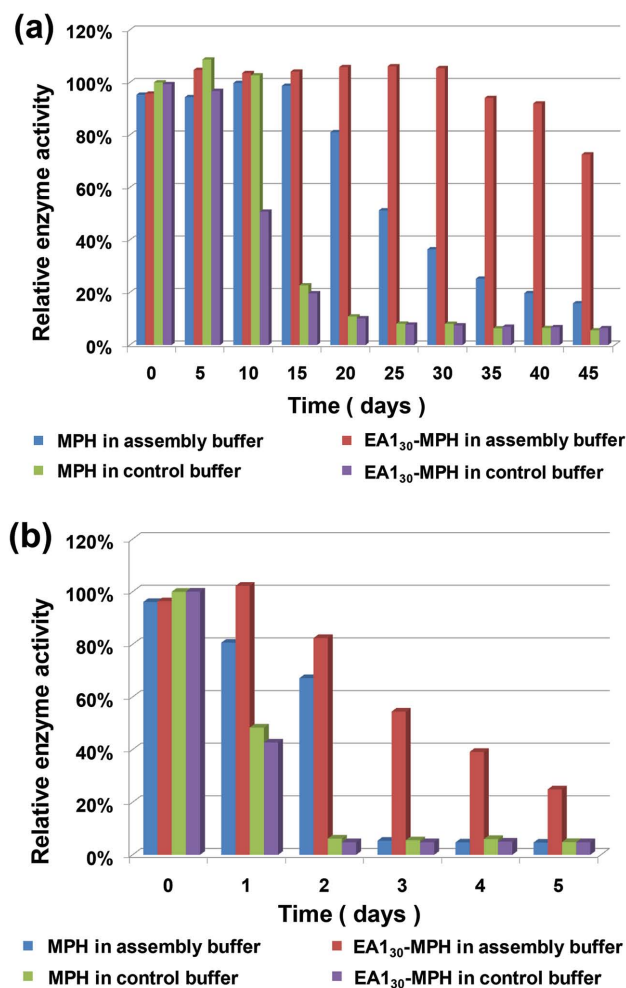 (a)
120%
100%
80%
60%
40%
20%
0%
Relative enzyme activity
0 5 10 15 20 25 30 35 40 45
Time ( days )
MPH in assembly buffer EA1₃₀-MPH in assembly buffer
MPH in control buffer EA1₃₀-MPH in control buffer
(b)
120%
100%
80%
60%
40%
20%
0%
Relative enzyme activity
0 1 2 3 4 5
Time ( days )
MPH in assembly buffer EA1₃₀-MPH in assembly buffer
MPH in control buffer EA1₃₀-MPH in control buffer